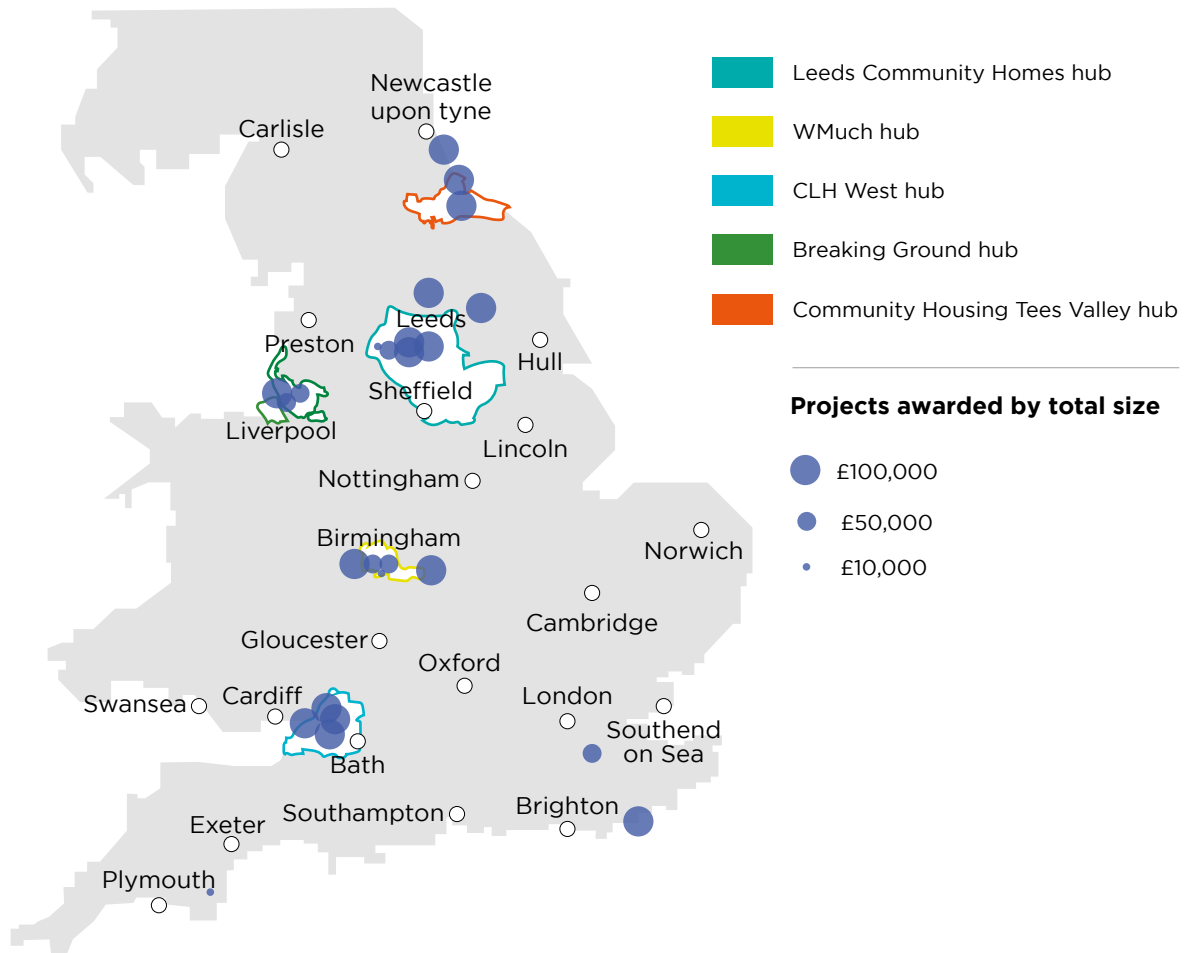 Newcastle
upon tyne
Carlisle
Leeds
Preston
Hull
Sheffield
Liverpool
Lincoln
Nottingham
Birmingham
Norwich
Cambridge
Gloucester
Oxford
Swansea
Cardiff
London
Southend
on Sea
Bath
Southampton
Brighton
Exeter
Plymouth
Leeds Community Homes hub
WMuch hub
CLH West hub
Breaking Ground hub
Community Housing Tees Valley hub
Projects awarded by total size
£100,000
£50,000
£10,000